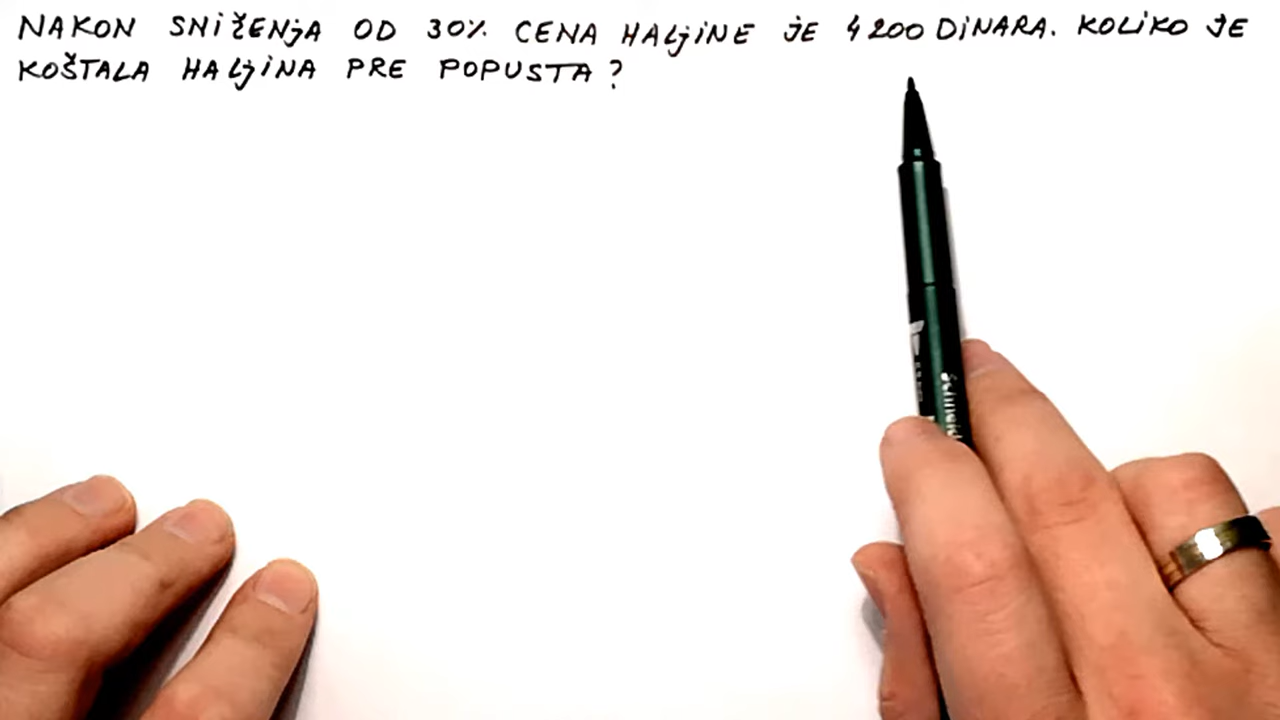 NAKON SNIŽENjA OD 30% CENA HALjINE JE 4200 DINARA. KOLIKO JE
KOŠTALA HALjINA PRE POPUSTA?